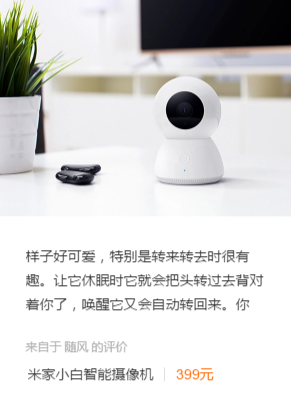 样子好可爱，特别是转来转去时很有
趣。让它休眠时它就会把头转过去背对
着你了，唤醒它又会自动转回来。你
来自于 随风 的评价
米家小白智能摄像机 | 399元